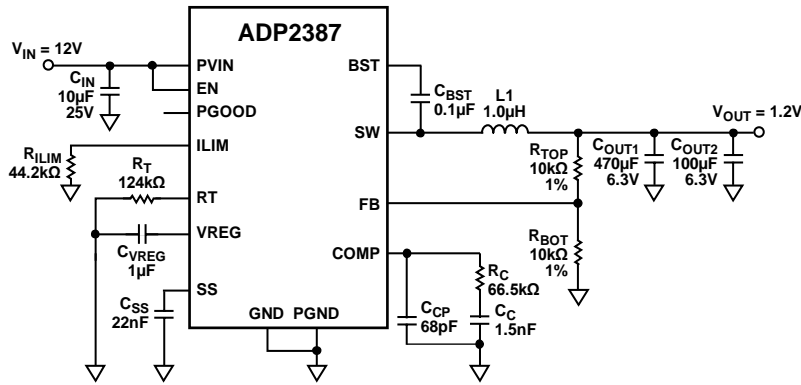 ADP2387
V_IN = 12V
C_IN
10µF
25V
PVIN
EN
PGOOD
ILIM
R_ILIM
44.2kΩ
R_T
124kΩ
RT
VREG
C_VREG
1µF
SS
C_SS
22nF
GND PGND
BST
C_BST
0.1µF
L1
1.0µH
SW
V_OUT = 1.2V
R_TOP
10kΩ
1%
C_OUT1
470µF
6.3V
C_OUT2
100µF
6.3V
FB
R_BOT
10kΩ
1%
COMP
R_C
66.5kΩ
C_CP
68pF
C_C
1.5nF